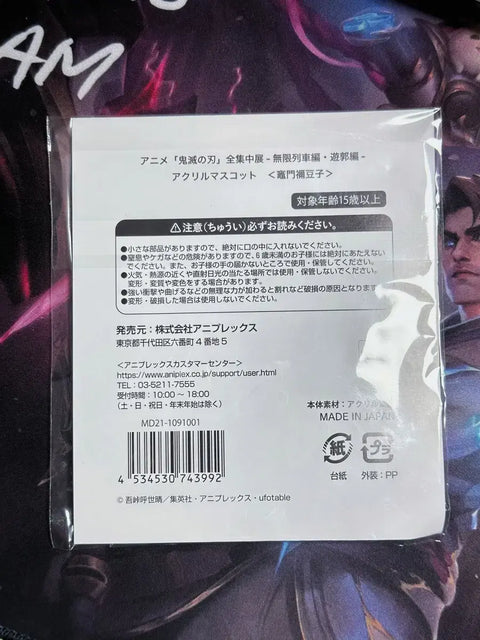 AM
アニメ「鬼滅の刃」全集中展 - 無限列車編・遊郭編 -
アクリルマスコット ＜竈門禰豆子＞
対象年齢15歳以上
⚠注意(ちゅうい)必ずお読みください。
●小さな部品がありますので、絶対に口の中に入れないでください。
●窒息やケガなどの危険がありますので、6歳未満のお子様には絶対にあたえない
でください。また、お子様の手の届かないところで使用・保管してください。
●火気・熱源の近くや直射日光の当たる場所では使用・保管しないでください。
変形・変質や変色をする場合があります。
●強い衝撃や曲げるなどの無理な力が加わると割れなど破損の原因となります
●変形・破損した場合は使用しないでください。
発売元：株式会社アニプレックス
東京都千代田区六番町4番地5
＜アニプレックスカスタマーセンター＞
https://www.aniplex.co.jp/support/user.html
TEL：03-5211-7555
受付時間：10:00 〜 18:00
(土・日・祝日・年末年始は除く)
本体素材：アクリル
MADE IN JAPAN
MD21-1091001
4 534530 743992
紙 プラ
台紙 外装：PP
© 吾峠呼世晴／集英社・アニプレックス・ufotable